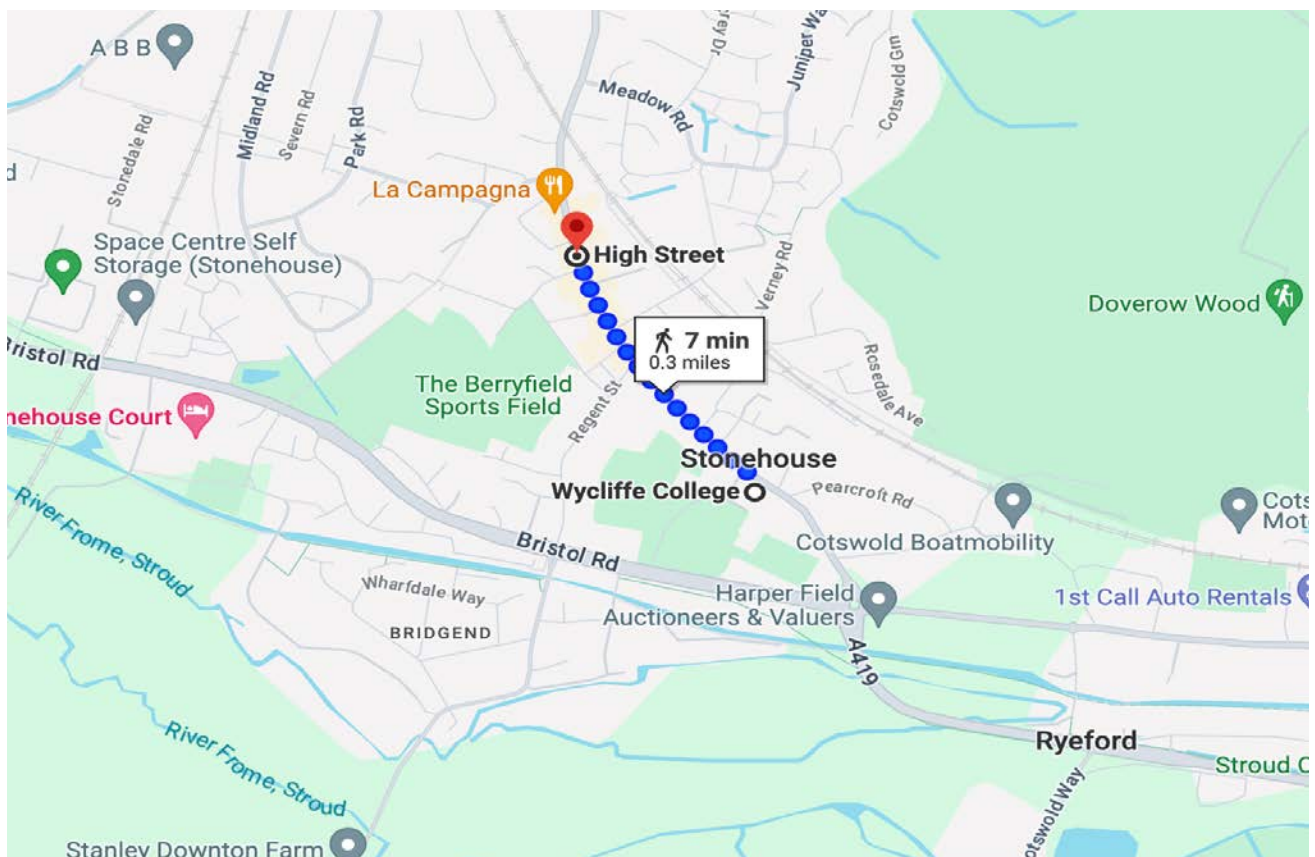 A B B
Stonedale Rd
Midland Rd
Severn Rd
Park Rd
Meadow Rd
Juniper Wa
Cotswold Grn
La Campagna
High Street
Space Centre Self
Storage (Stonehouse)
Verney Rd
Doverow Wood
7 min
0.3 miles
Bristol Rd
The Berryfield
Sports Field
Regent St
Rosedale Ave
nehouse Court
Stonehouse
Wycliffe College
Pearcroft Rd
Cots
Mot
Cotswold Boatmobility
River Frome, Stroud
Bristol Rd
Wharfdale Way
BRIDGEND
Harper Field
Auctioneers & Valuers
1st Call Auto Rentals
A419
River Frome, Stroud
Ryeford
Stroud C
otswold Way
Stanley Downton Farm